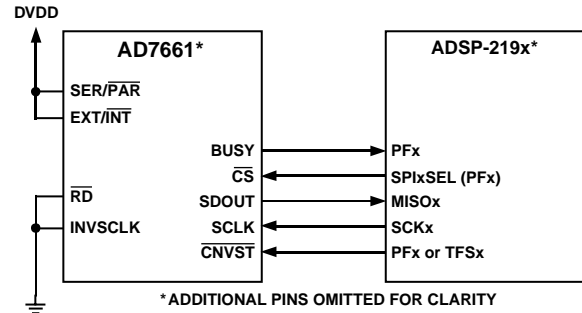 DVDD
AD7661*
ADSP-219x*
SER/PAR
EXT/INT
BUSY
PFx
CS
SPIxSEL (PFx)
RD
SDOUT
MISOx
INVSCLK
SCLK
SCKx
CNVST
PFx or TFSx
*ADDITIONAL PINS OMITTED FOR CLARITY